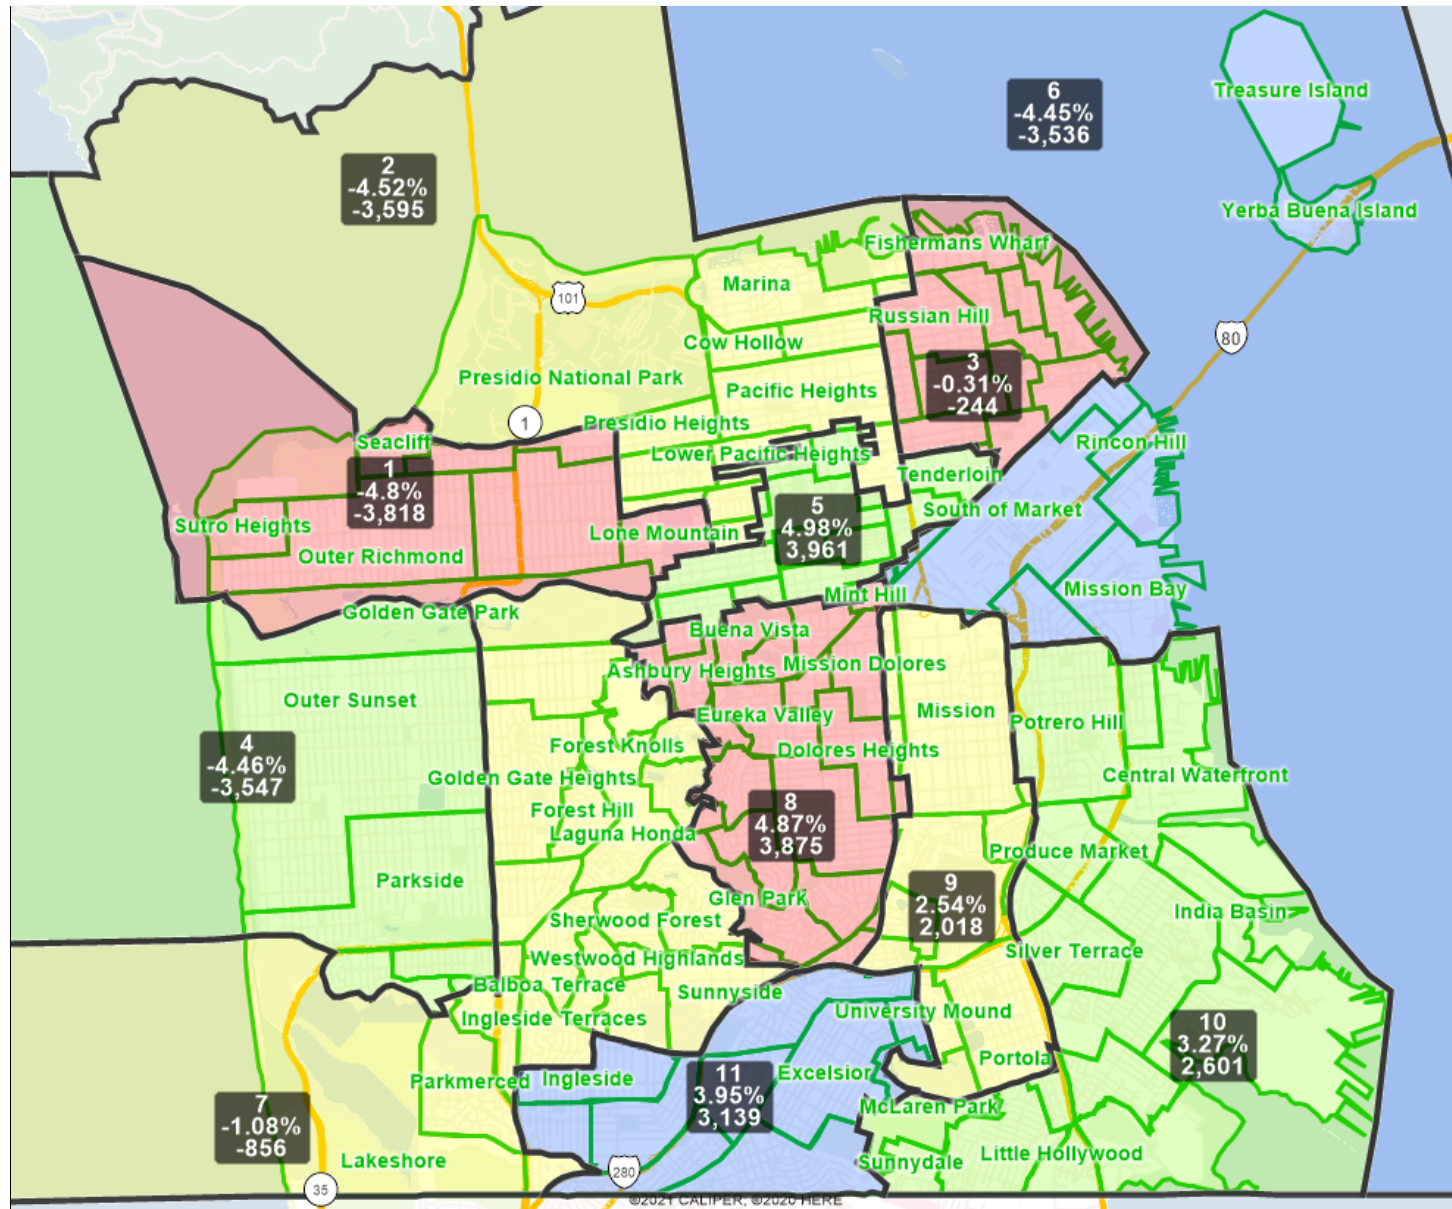 6
-4.45%
-3,536
Treasure Island
2
-4.52%
-3,595
Yerba Buena Island
Fishermans Wharf
Marina
101
Russian Hill
80
Cow Hollow
3
-0.31%
-244
Presidio National Park
Pacific Heights
1
Presidio Heights
Seacliff
Rincon Hill
Lower Pacific Heights
1
-4.8%
-3,818
Tenderloin
South of Market
5
4.98%
3,961
Sutro Heights
Lone Mountain
Outer Richmond
Mint Hill
Mission Bay
Golden Gate Park
Buena Vista
Ashbury Heights
Mission Dolores
Outer Sunset
Eureka Valley
Mission
Potrero Hill
4
-4.46%
-3,547
Forest Knolls
Dolores Heights
Golden Gate Heights
Central Waterfront
Forest Hill
8
4.87%
3,875
Laguna Honda
Produce Market
Parkside
9
2.54%
2,018
Glen Park
Sherwood Forest
India Basin
Silver Terrace
Westwood Highlands
Balboa Terrace
Sunnyside
Ingleside Terraces
University Mound
10
3.27%
2,601
Portola
Parkmerced
Ingleside
11
3.95%
3,139
Excelsior
McLaren Park
7
-1.08%
-856
Lakeshore
Sunnydale
Little Hollywood
280
35
©2021 CALIPER; ©2020 HERE